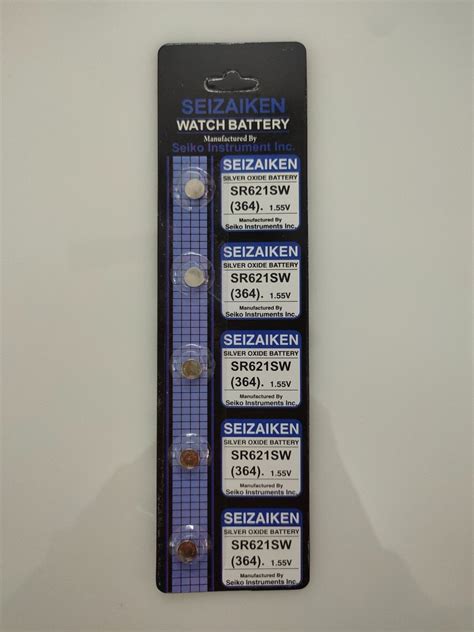 SEIZAIKEN
WATCH BATTERY
Manufactured By
Seiko Instrument Inc.
SEIZAIKEN
SILVER OXIDE BATTERY
SR621SW
(364). 1.55V
Manufactured By
Seiko Instruments Inc.
SEIZAIKEN
SILVER OXIDE BATTERY
SR621SW
(364). 1.55V
Manufactured By
Seiko Instruments Inc.
SEIZAIKEN
SILVER OXIDE BATTERY
SR621SW
(364). 1.55V
Manufactured By
Seiko Instruments Inc.
SEIZAIKEN
SILVER OXIDE BATTERY
SR621SW
(364). 1.55V
Manufactured By
Seiko Instruments Inc.
SEIZAIKEN
SILVER OXIDE BATTERY
SR621SW
(364). 1.55V
Manufactured By
Seiko Instruments Inc.